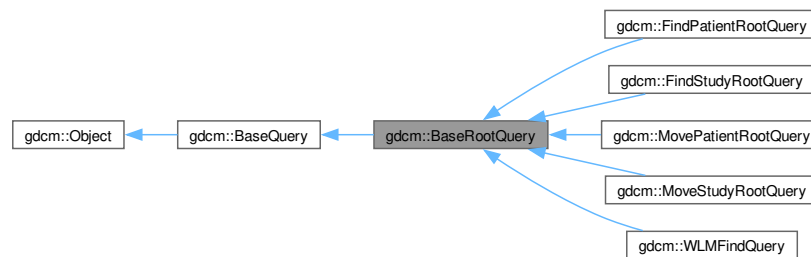 gdcm::FindPatientRootQuery
gdcm::FindStudyRootQuery
gdcm::Object
gdcm::BaseQuery
gdcm::BaseRootQuery
gdcm::MovePatientRootQuery
gdcm::MoveStudyRootQuery
gdcm::WLMFindQuery